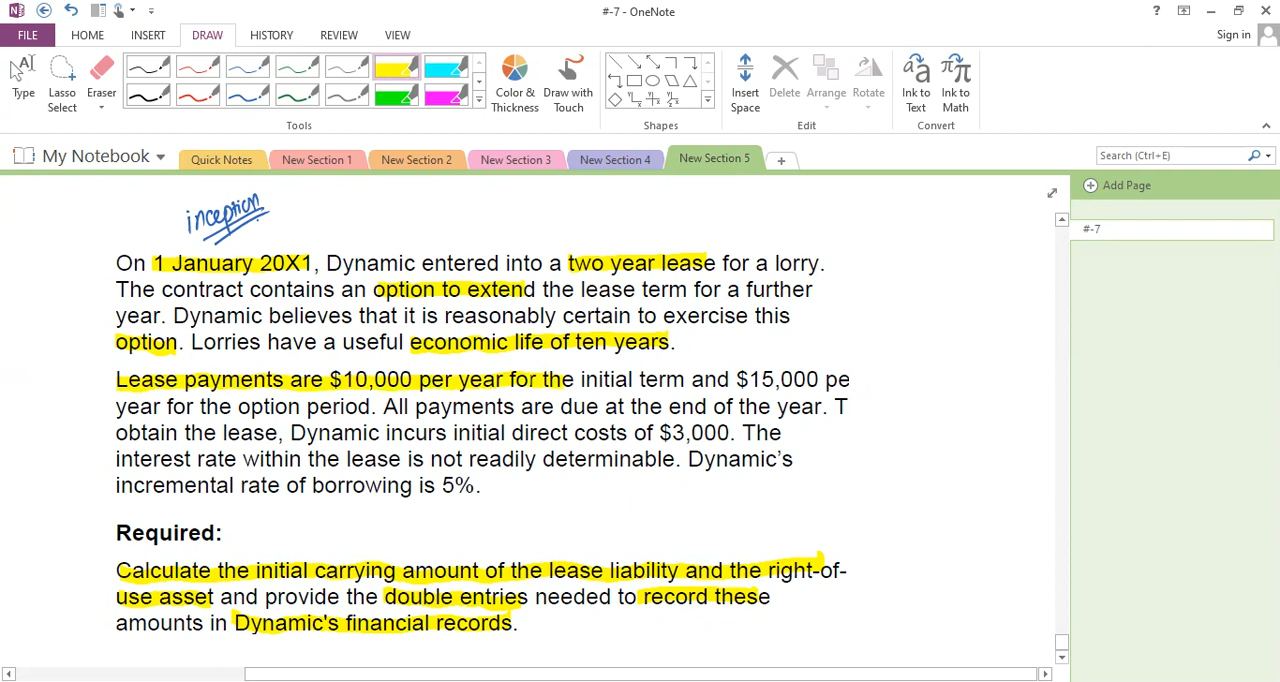 #-7 - OneNote
?
Sign in
FILE HOME INSERT DRAW HISTORY REVIEW VIEW
Type
Lasso Select
Eraser
Color & Thickness
Draw with Touch
Insert Space
Delete
Arrange
Rotate
Ink to Text
Ink to Math
Tools Shapes Edit Convert
My Notebook Quick Notes New Section 1 New Section 2 New Section 3 New Section 4 New Section 5 Search (Ctrl+E)
Add Page
#-7
inception
On 1 January 20X1, Dynamic entered into a two year lease for a lorry.
The contract contains an option to extend the lease term for a further
year. Dynamic believes that it is reasonably certain to exercise this
option. Lorries have a useful economic life of ten years.
Lease payments are $10,000 per year for the initial term and $15,000 pe
year for the option period. All payments are due at the end of the year. T
obtain the lease, Dynamic incurs initial direct costs of $3,000. The
interest rate within the lease is not readily determinable. Dynamic's
incremental rate of borrowing is 5%.
Required:
Calculate the initial carrying amount of the lease liability and the right-of-
use asset and provide the double entries needed to record these
amounts in Dynamic's financial records.